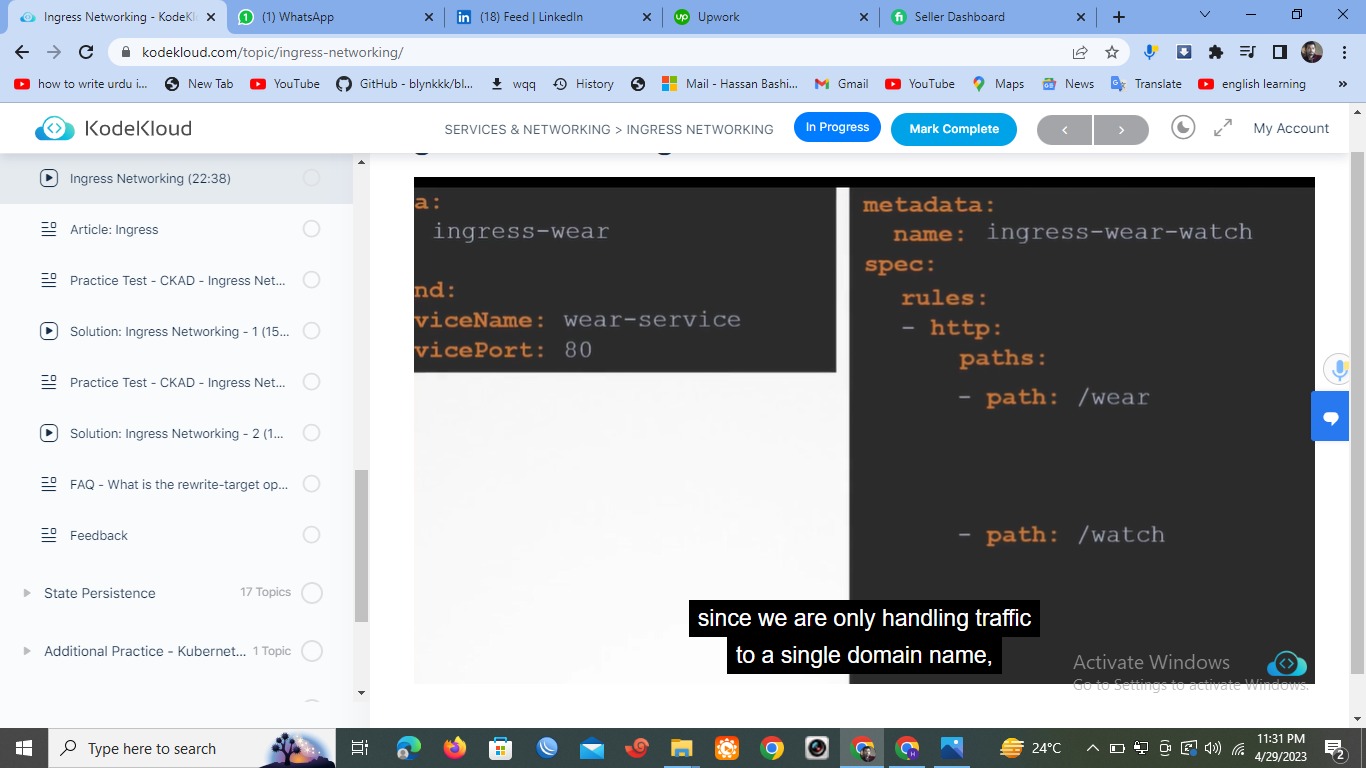 Ingress Networking - KodeKl
(1) WhatsApp
(18) Feed | LinkedIn
Upwork
Seller Dashboard
kodekloud.com/topic/ingress-networking/
how to write urdu i...
New Tab
YouTube
GitHub - blynkkk/bl...
wqq
History
Mail - Hassan Bashi...
Gmail
YouTube
Maps
News
Translate
english learning
»
KodeKloud
SERVICES & NETWORKING > INGRESS NETWORKING
In Progress
Mark Complete
My Account
Ingress Networking (22:38)
Article: Ingress
Practice Test - CKAD - Ingress Net...
Solution: Ingress Networking - 1 (15...
Practice Test - CKAD - Ingress Net...
Solution: Ingress Networking - 2 (1...
FAQ - What is the rewrite-target op...
Feedback
State Persistence 17 Topics
Additional Practice - Kubernet... 1 Topic
a:
ingress-wear
nd:
viceName: wear-service
vicePort: 80
metadata:
name: ingress-wear-watch
spec:
rules:
- http:
paths:
- path: /wear
- path: /watch
since we are only handling traffic
to a single domain name,
Activate Windows
Go to Settings to activate Windows.
Type here to search
24°C
11:31 PM
4/29/2023
2